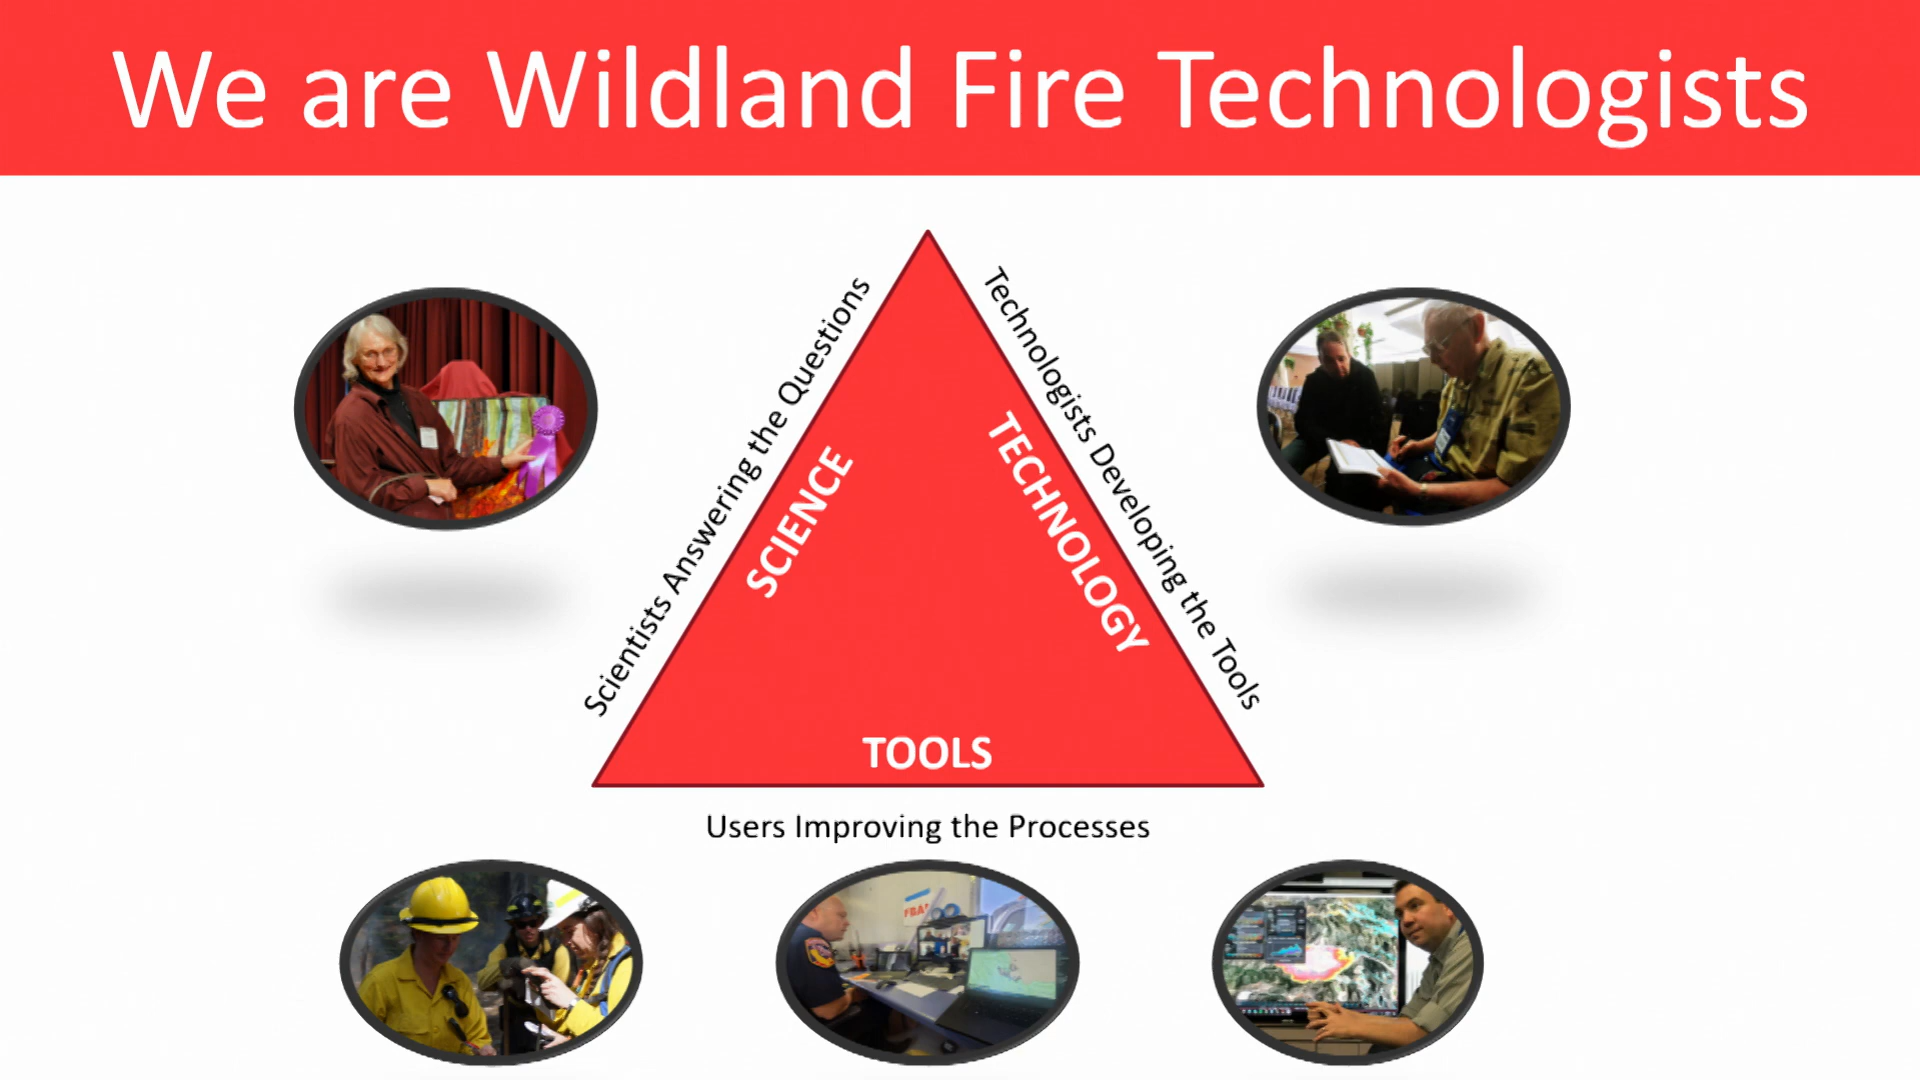 We are Wildland Fire Technologists
Scientists Answering the Questions
SCIENCE
Technologists Developing the Tools
TECHNOLOGY
TOOLS
Users Improving the Processes